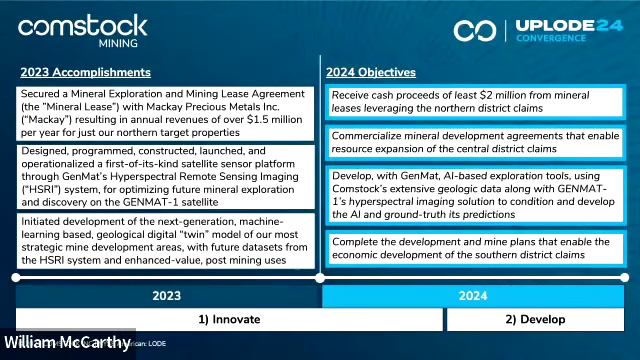 comstock
MINING
UPLODE24
CONVERGENCE
2023 Accomplishments
Secured a Mineral Exploration and Mining Lease Agreement
(the "Mineral Lease") with Mackay Precious Metals Inc.
("Mackay") resulting in annual revenues of over $1.5 million
per year for just our northern target properties
Designed, programmed, constructed, launched, and
operationalized a first-of-its-kind satellite sensor platform
through GenMat's Hyperspectral Remote Sensing Imaging
("HSRI") system, for optimizing future mineral exploration
and discovery on the GENMAT-1 satellite
Initiated development of the next-generation, machine-
learning based, geological digital "twin" model of our most
strategic mine development areas, with future datasets from
the HSRI system and enhanced-value, post mining uses
2024 Objectives
Receive cash proceeds of least $2 million from mineral
leases leveraging the northern district claims
Commercialize mineral development agreements that enable
resource expansion of the central district claims
Develop, with GenMat, AI-based exploration tools, using
Comstock's extensive geologic data along with GENMAT-
1's hyperspectral imaging solution to condition and develop
the AI and ground-truth its predictions
Complete the development and mine plans that enable the
economic development of the southern district claims
2023
2024
1) Innovate
2) Develop
William McCarthy
American: LODE